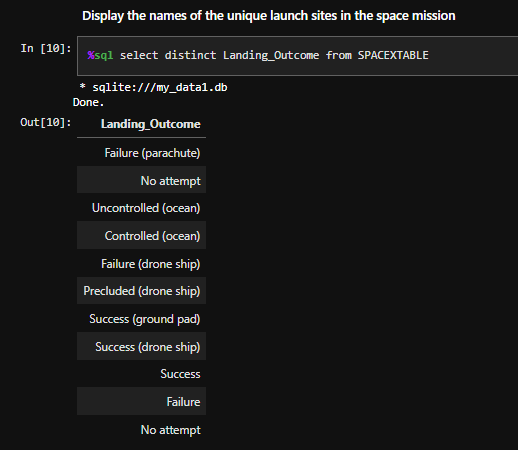 Display the names of the unique launch sites in the space mission
In [10]: %sql select distinct Landing_Outcome from SPACEXTABLE
* sqlite:///my_data1.db
Done.
Out[10]: Landing_Outcome
Failure (parachute)
No attempt
Uncontrolled (ocean)
Controlled (ocean)
Failure (drone ship)
Precluded (drone ship)
Success (ground pad)
Success (drone ship)
Success
Failure
No attempt